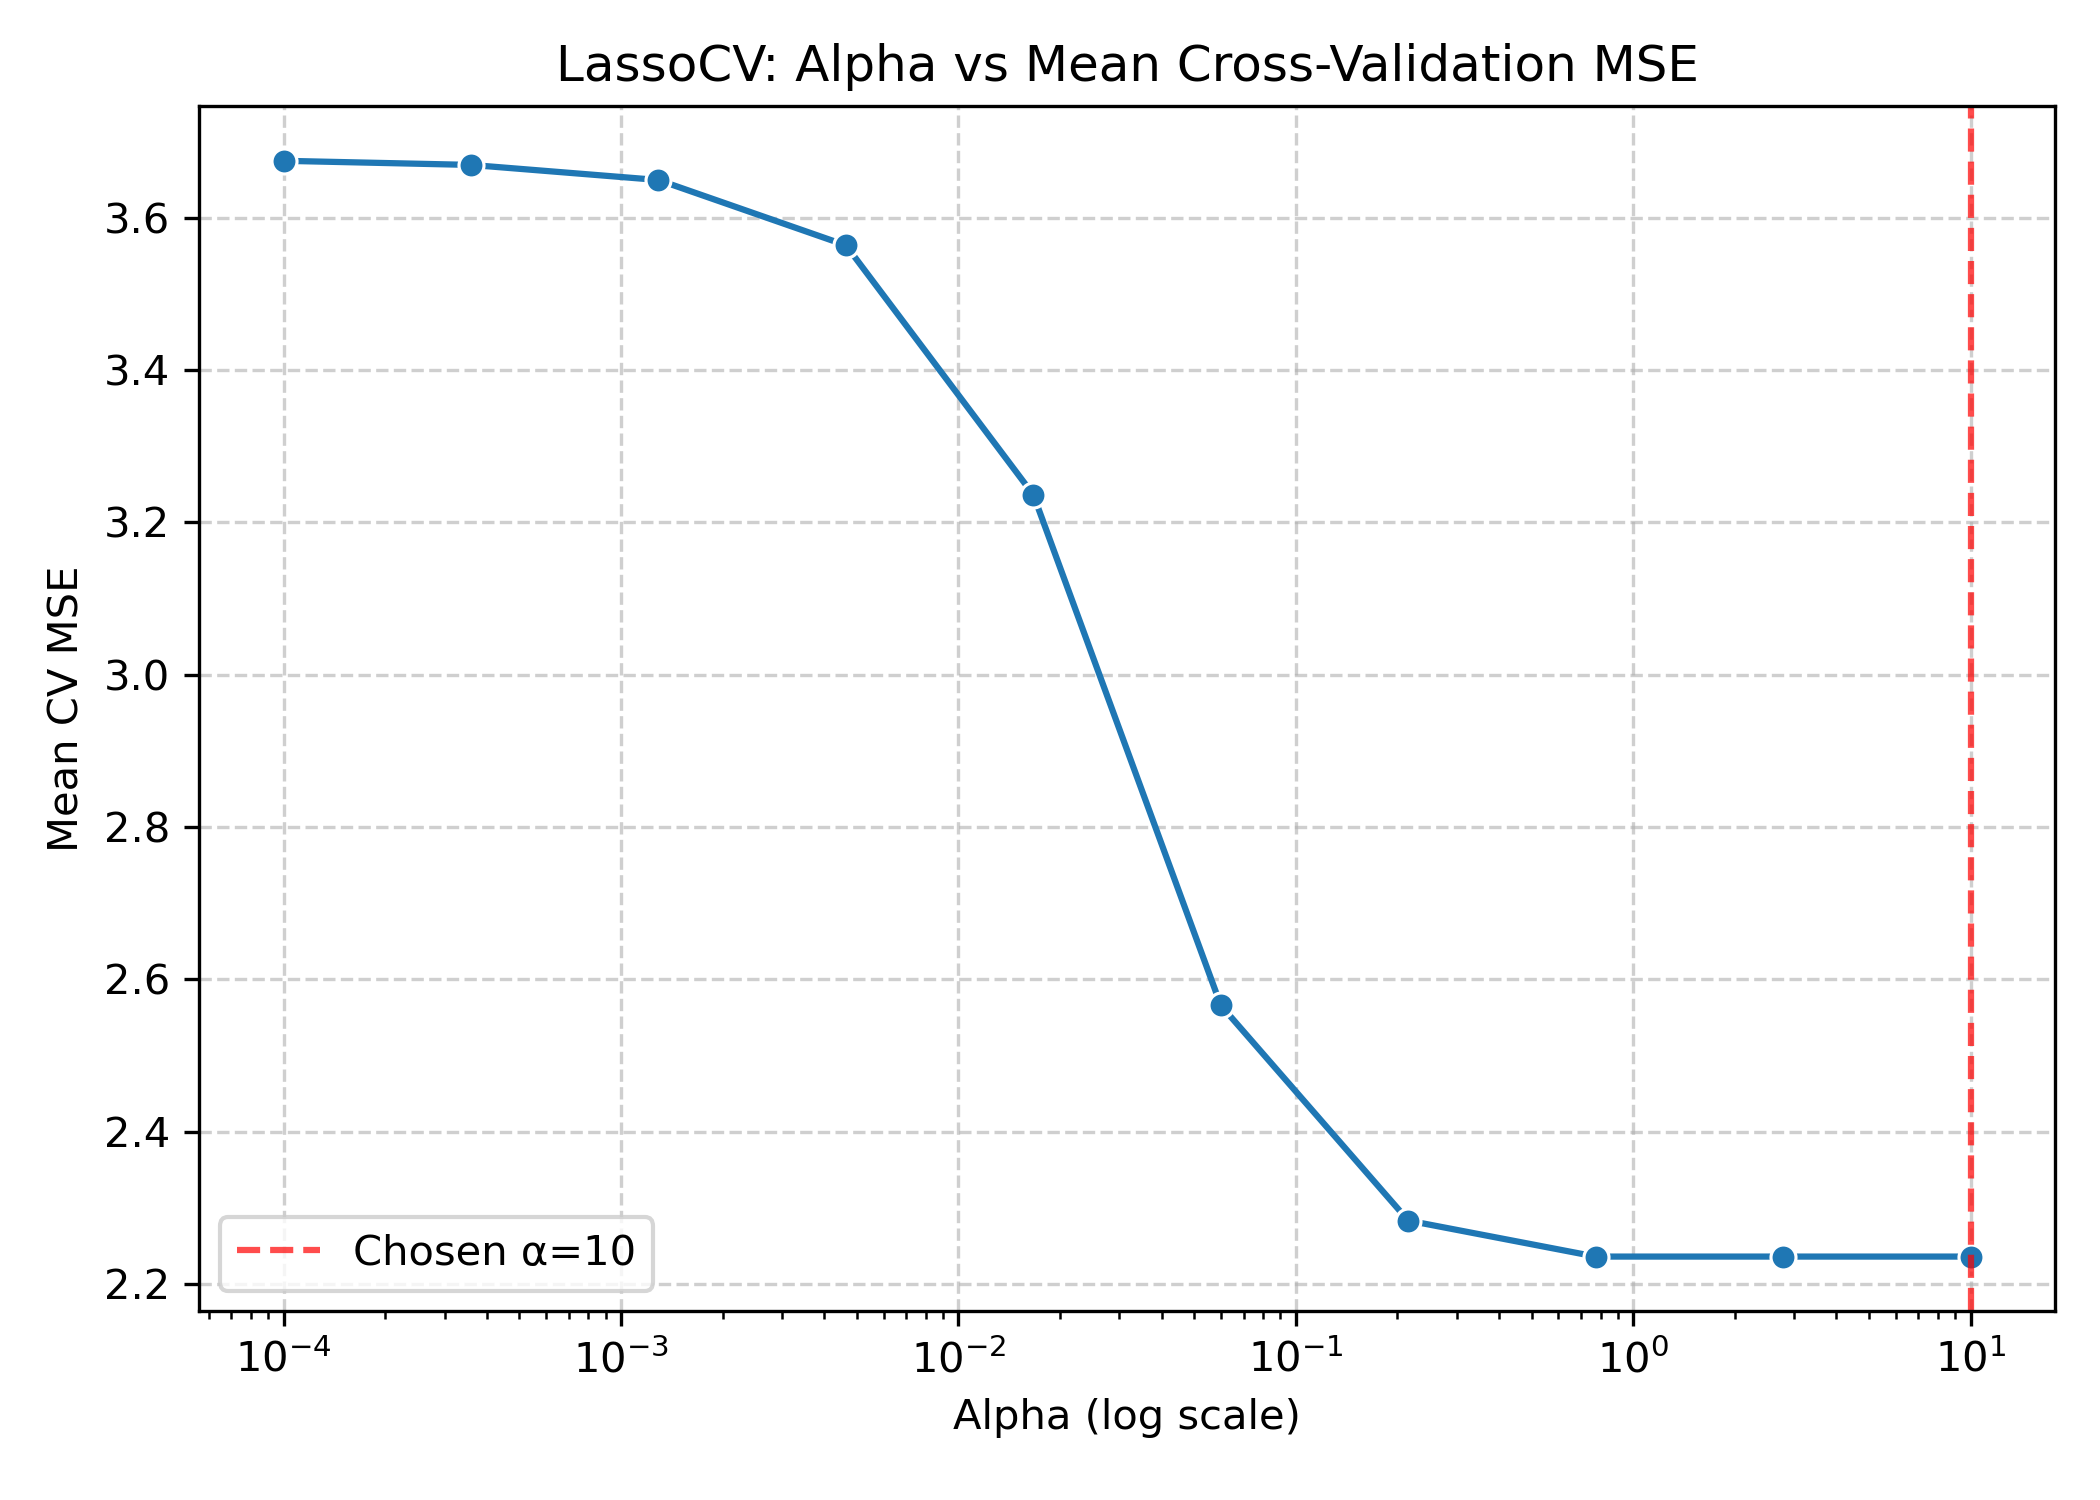 LassoCV: Alpha vs Mean Cross-Validation MSE
Mean CV MSE
3.6
3.4
3.2
3.0
2.8
2.6
2.4
2.2
Chosen α=10
10⁻⁴ 10⁻³ 10⁻² 10⁻¹ 10⁰ 10¹
Alpha (log scale)